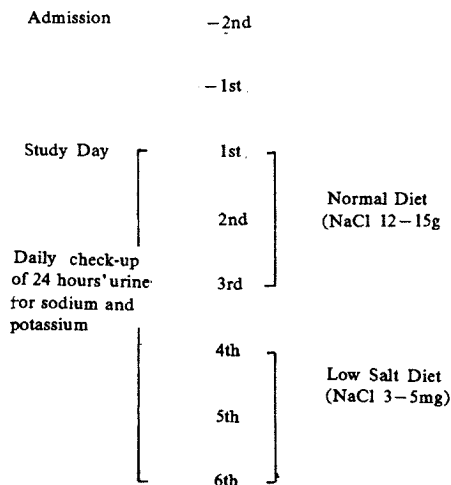 Admission −2nd
−1st
Study Day 1st
2nd
Normal Diet
(NaCl 12−15g
Daily check-up
of 24 hours' urine
for sodium and
potassium
3rd
4th
Low Salt Diet
(NaCl 3−5mg)
5th
6th